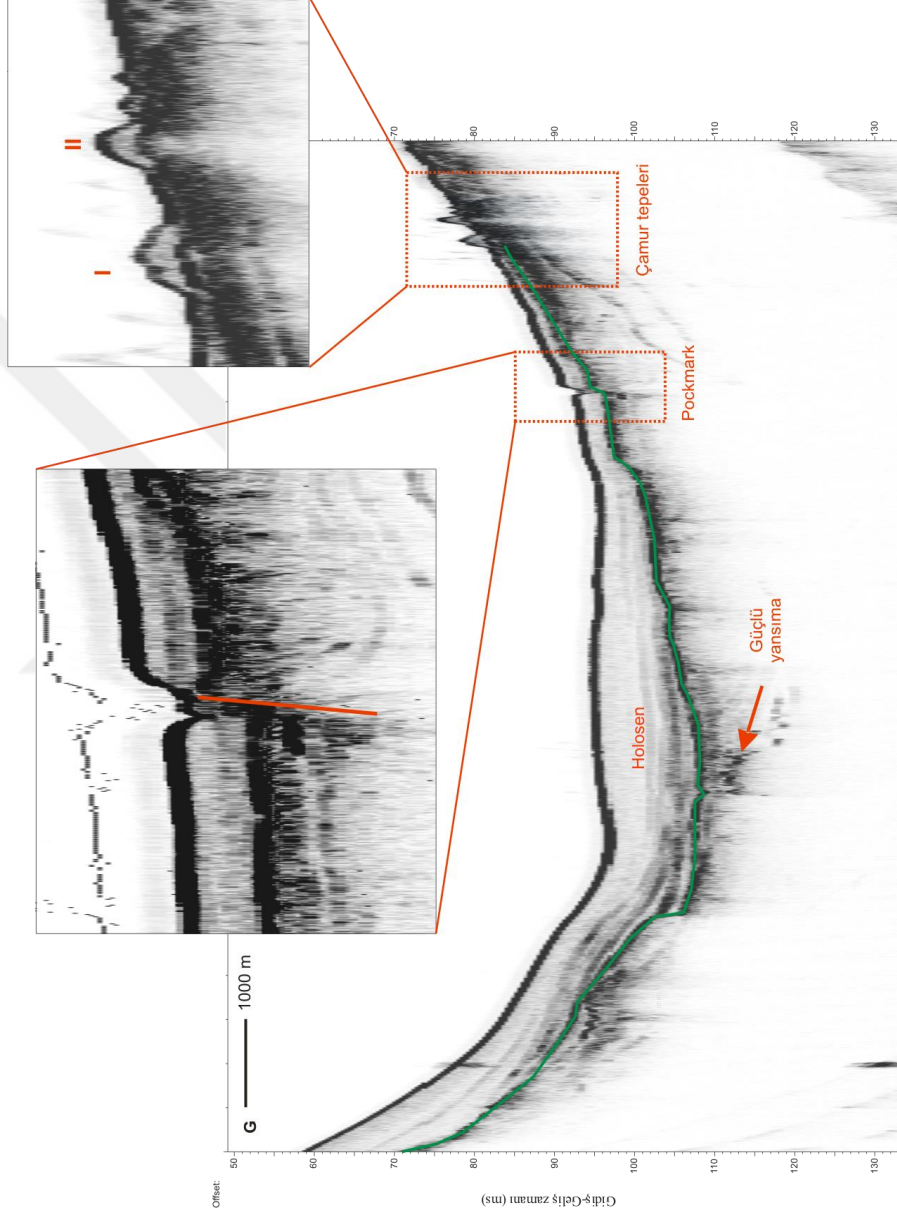 I
II
G
1000 m
Offset:
50
60
70
80
90
100
110
120
130
Gidiş-Geliş zamanı (ms)
70
80
90
100
110
120
130
Holosen
Güçlü
yansıma
Pockmark
Çamur tepeleri